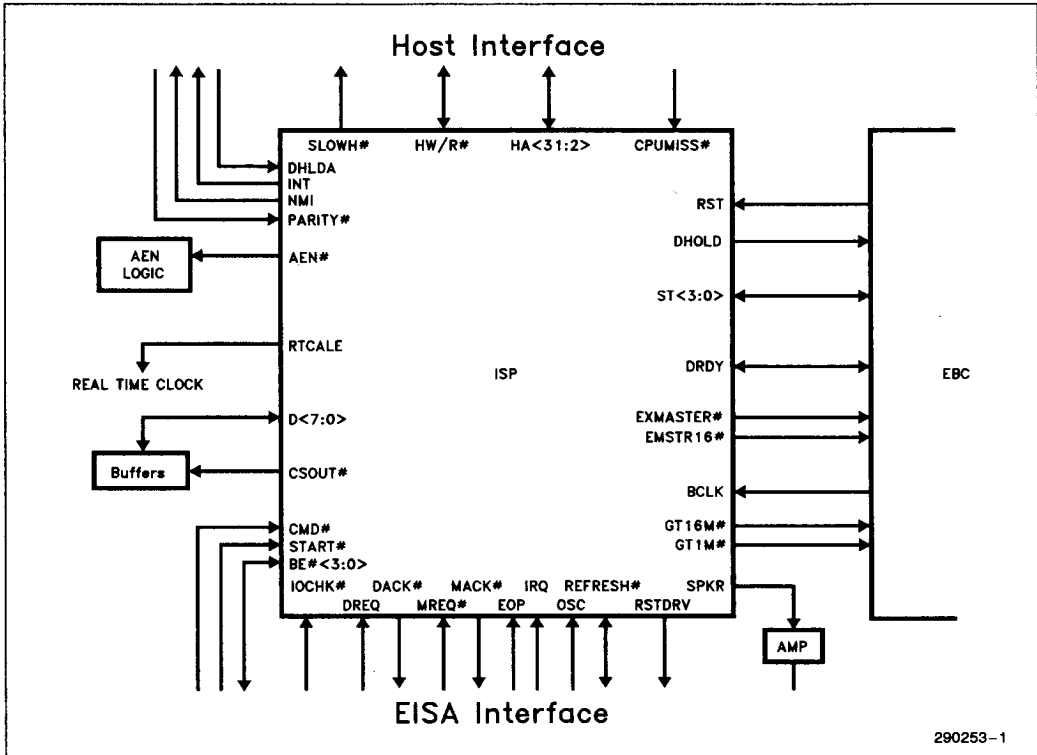 Host Interface
SLOWH# HW/R# HA<31:2> CPUMISS#
DHLDA
INT
NMI
PARITY#
AEN#
AEN
LOGIC
RTCALE
REAL TIME CLOCK
D<7:0>
Buffers
CSOUT#
CMD#
START#
BE#<3:0>
ISP
RST
DHOLD
ST<3:0>
DRDY
EXMASTER#
EMSTR16#
BCLK
GT16M#
GT1M#
SPKR
EBC
IOCHK# DACK# MACK# IRQ REFRESH#
DREQ MREQ# EOP OSC RSTDRV
AMP
EISA Interface
290253–1